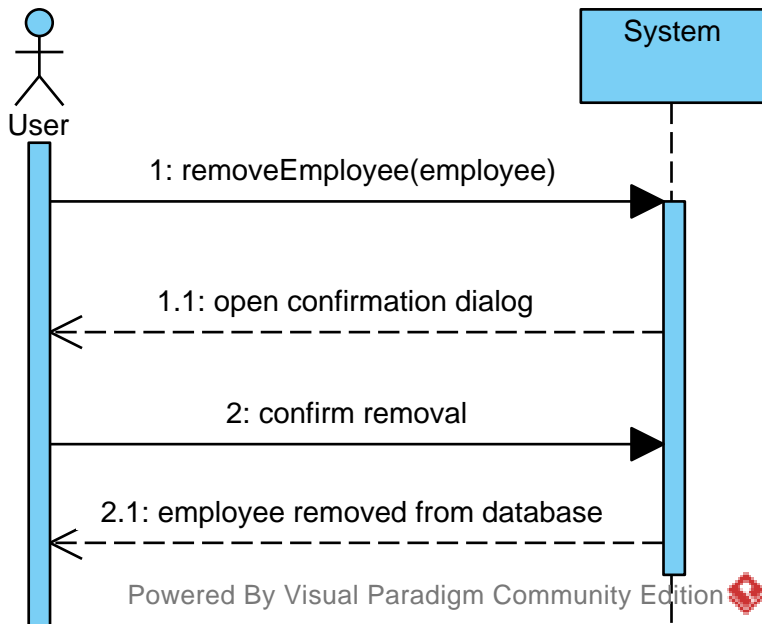 System
User
1: removeEmployee(employee)
1.1: open confirmation dialog
2: confirm removal
2.1: employee removed from database
Powered By Visual Paradigm Community Edition